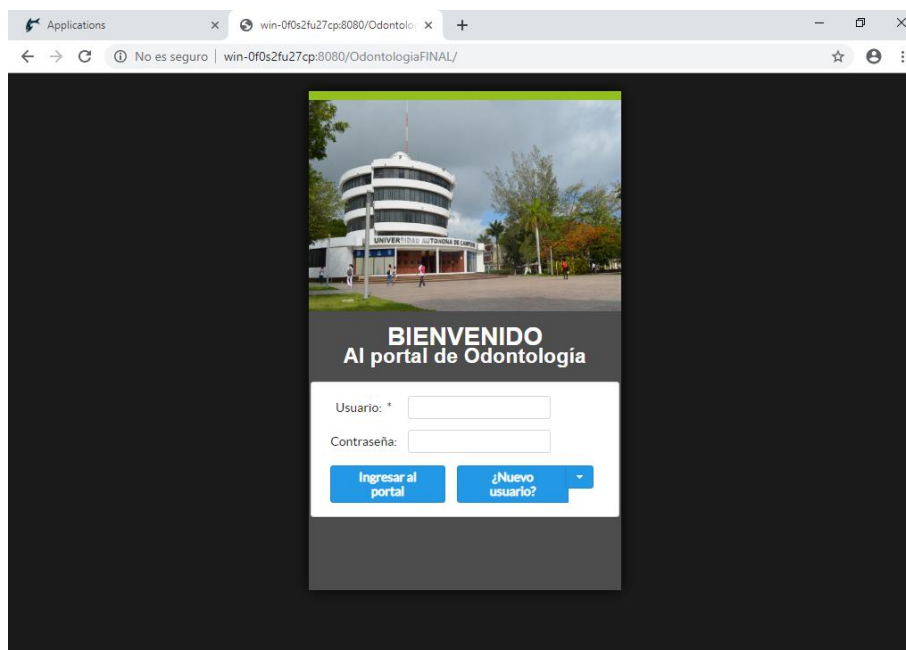 Applications
win-0f0s2fu27cp:8080/Odontolo
No es seguro
win-0f0s2fu27cp:8080/OdontologiaFINAL/
UNIVERSIDAD AUTONOMA DE
BIENVENIDO
Al portal de Odontología
Usuario: *
Contraseña:
Ingresar al
portal
¿Nuevo
usuario?